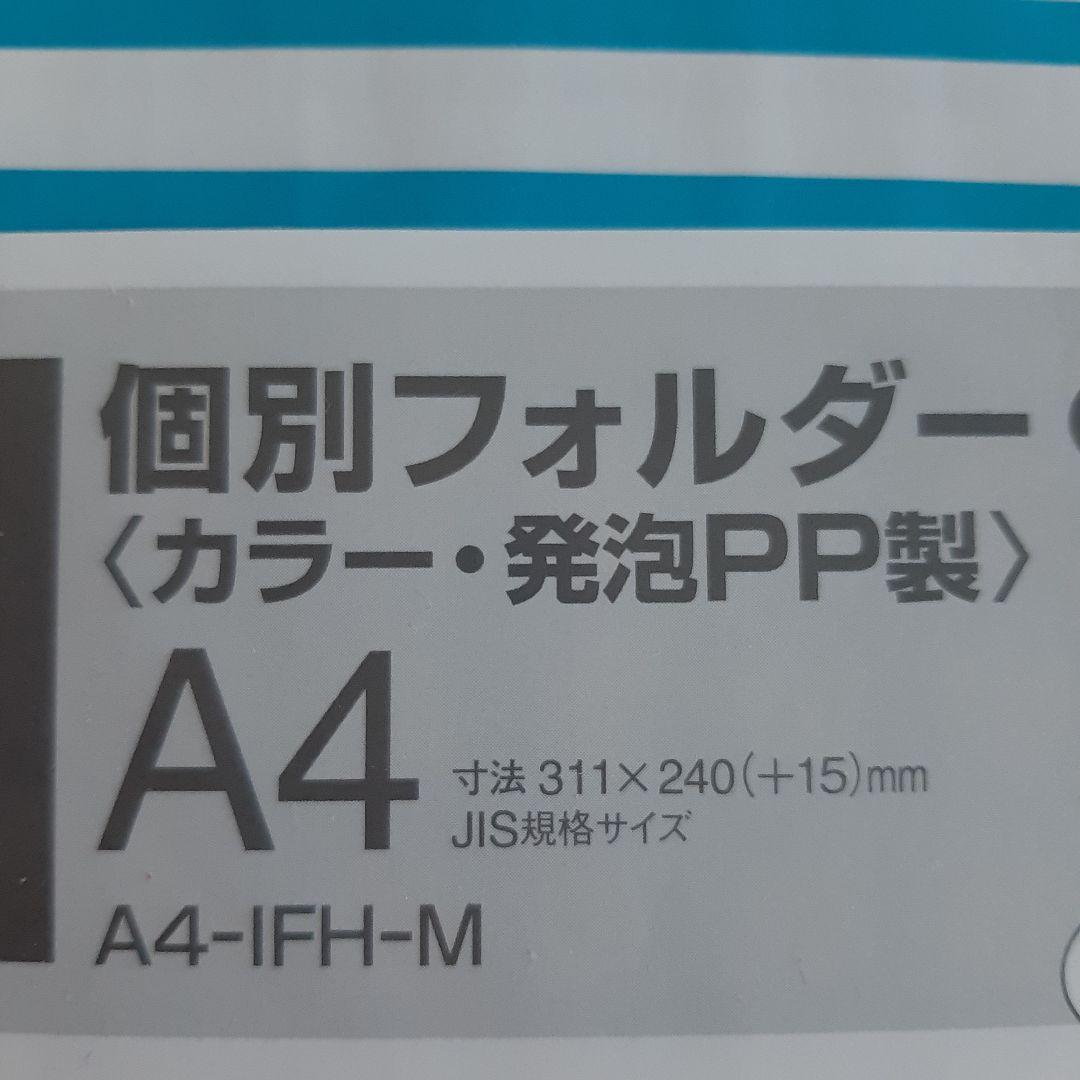 個別フォルダー
〈カラー・発泡PP製〉
A4
寸法 311×240(+15)mm
JIS規格サイズ
A4-IFH-M